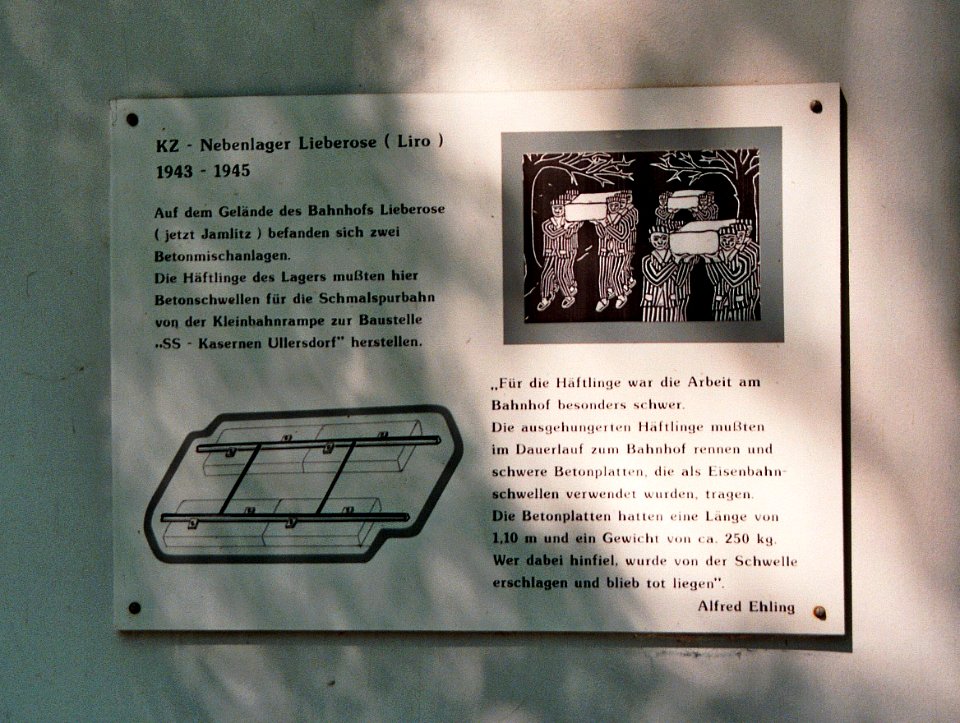 KZ - Nebenlager Lieberose ( Liro )
1943 - 1945
Auf dem Gelände des Bahnhofs Lieberose
( jetzt Jamlitz ) befanden sich zwei
Betonmischanlagen.
Die Häftlinge des Lagers mußten hier
Betonschwellen für die Schmalspurbahn
von der Kleinbahnrampe zur Baustelle
„SS - Kasernen Ullersdorf" herstellen.
„Für die Häftlinge war die Arbeit am
Bahnhof besonders schwer.
Die ausgehungerten Häftlinge mußten
im Dauerlauf zum Bahnhof rennen und
schwere Betonplatten, die als Eisenbahn-
schwellen verwendet wurden, tragen.
Die Betonplatten hatten eine Länge von
1,10 m und ein Gewicht von ca. 250 kg.
Wer dabei hinfiel, wurde von der Schwelle
erschlagen und blieb tot liegen".
Alfred Ehling